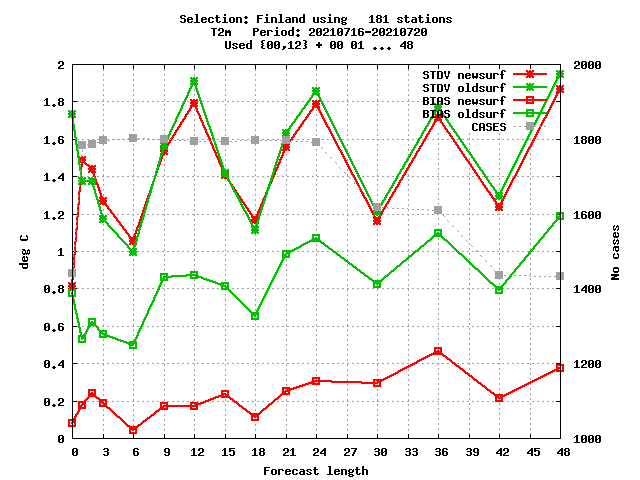 Selection: Finland using   181 stations
T2m   Period: 20210716-20210720
Used {00,12} + 00 01 ... 48
STDV newsurf
STDV oldsurf
BIAS newsurf
BIAS oldsurf
CASES
2
1.8
1.6
1.4
1.2
1
0.8
0.6
0.4
0.2
0
deg C
2000
1800
1600
1400
1200
1000
No cases
0 3 6 9 12 15 18 21 24 27 30 33 36 39 42 45 48
Forecast length